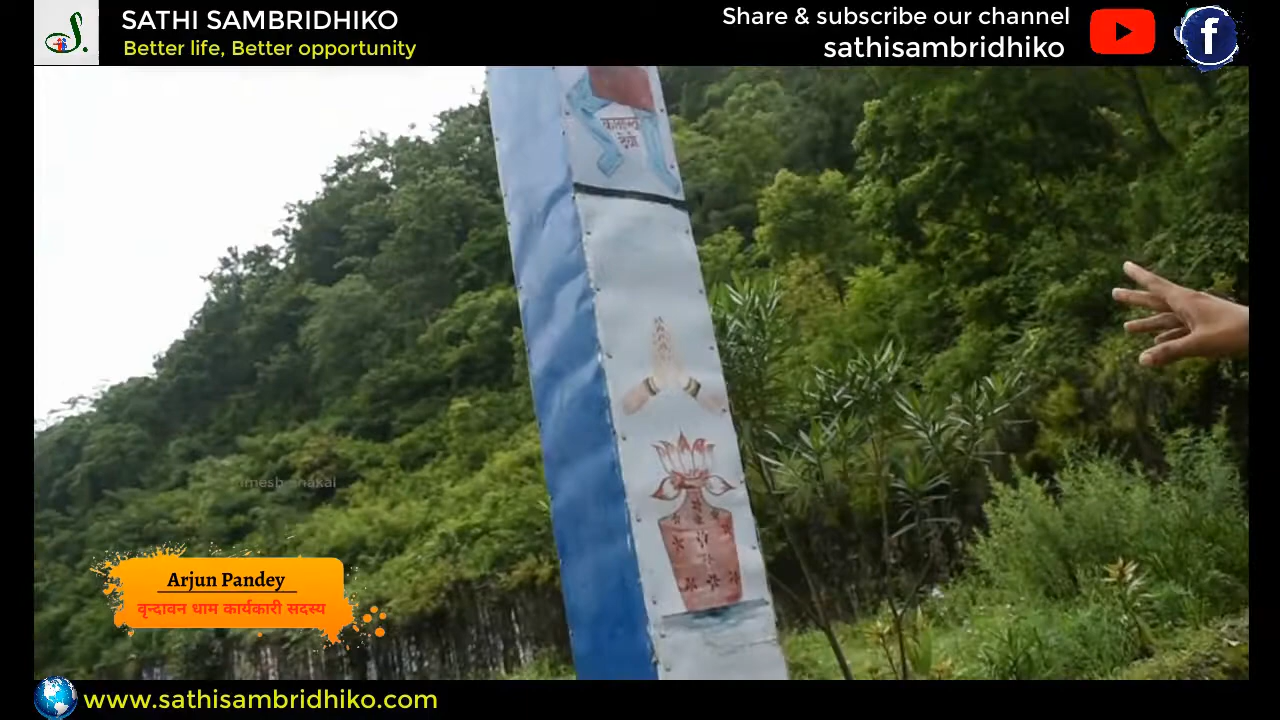 SATHI SAMBRIDHIKO
Better life, Better opportunity
Share & subscribe our channel
sathisambridhiko
Arjun Pandey
वृन्दावन धाम कार्यकारी सदस्य
www.sathisambridhiko.com